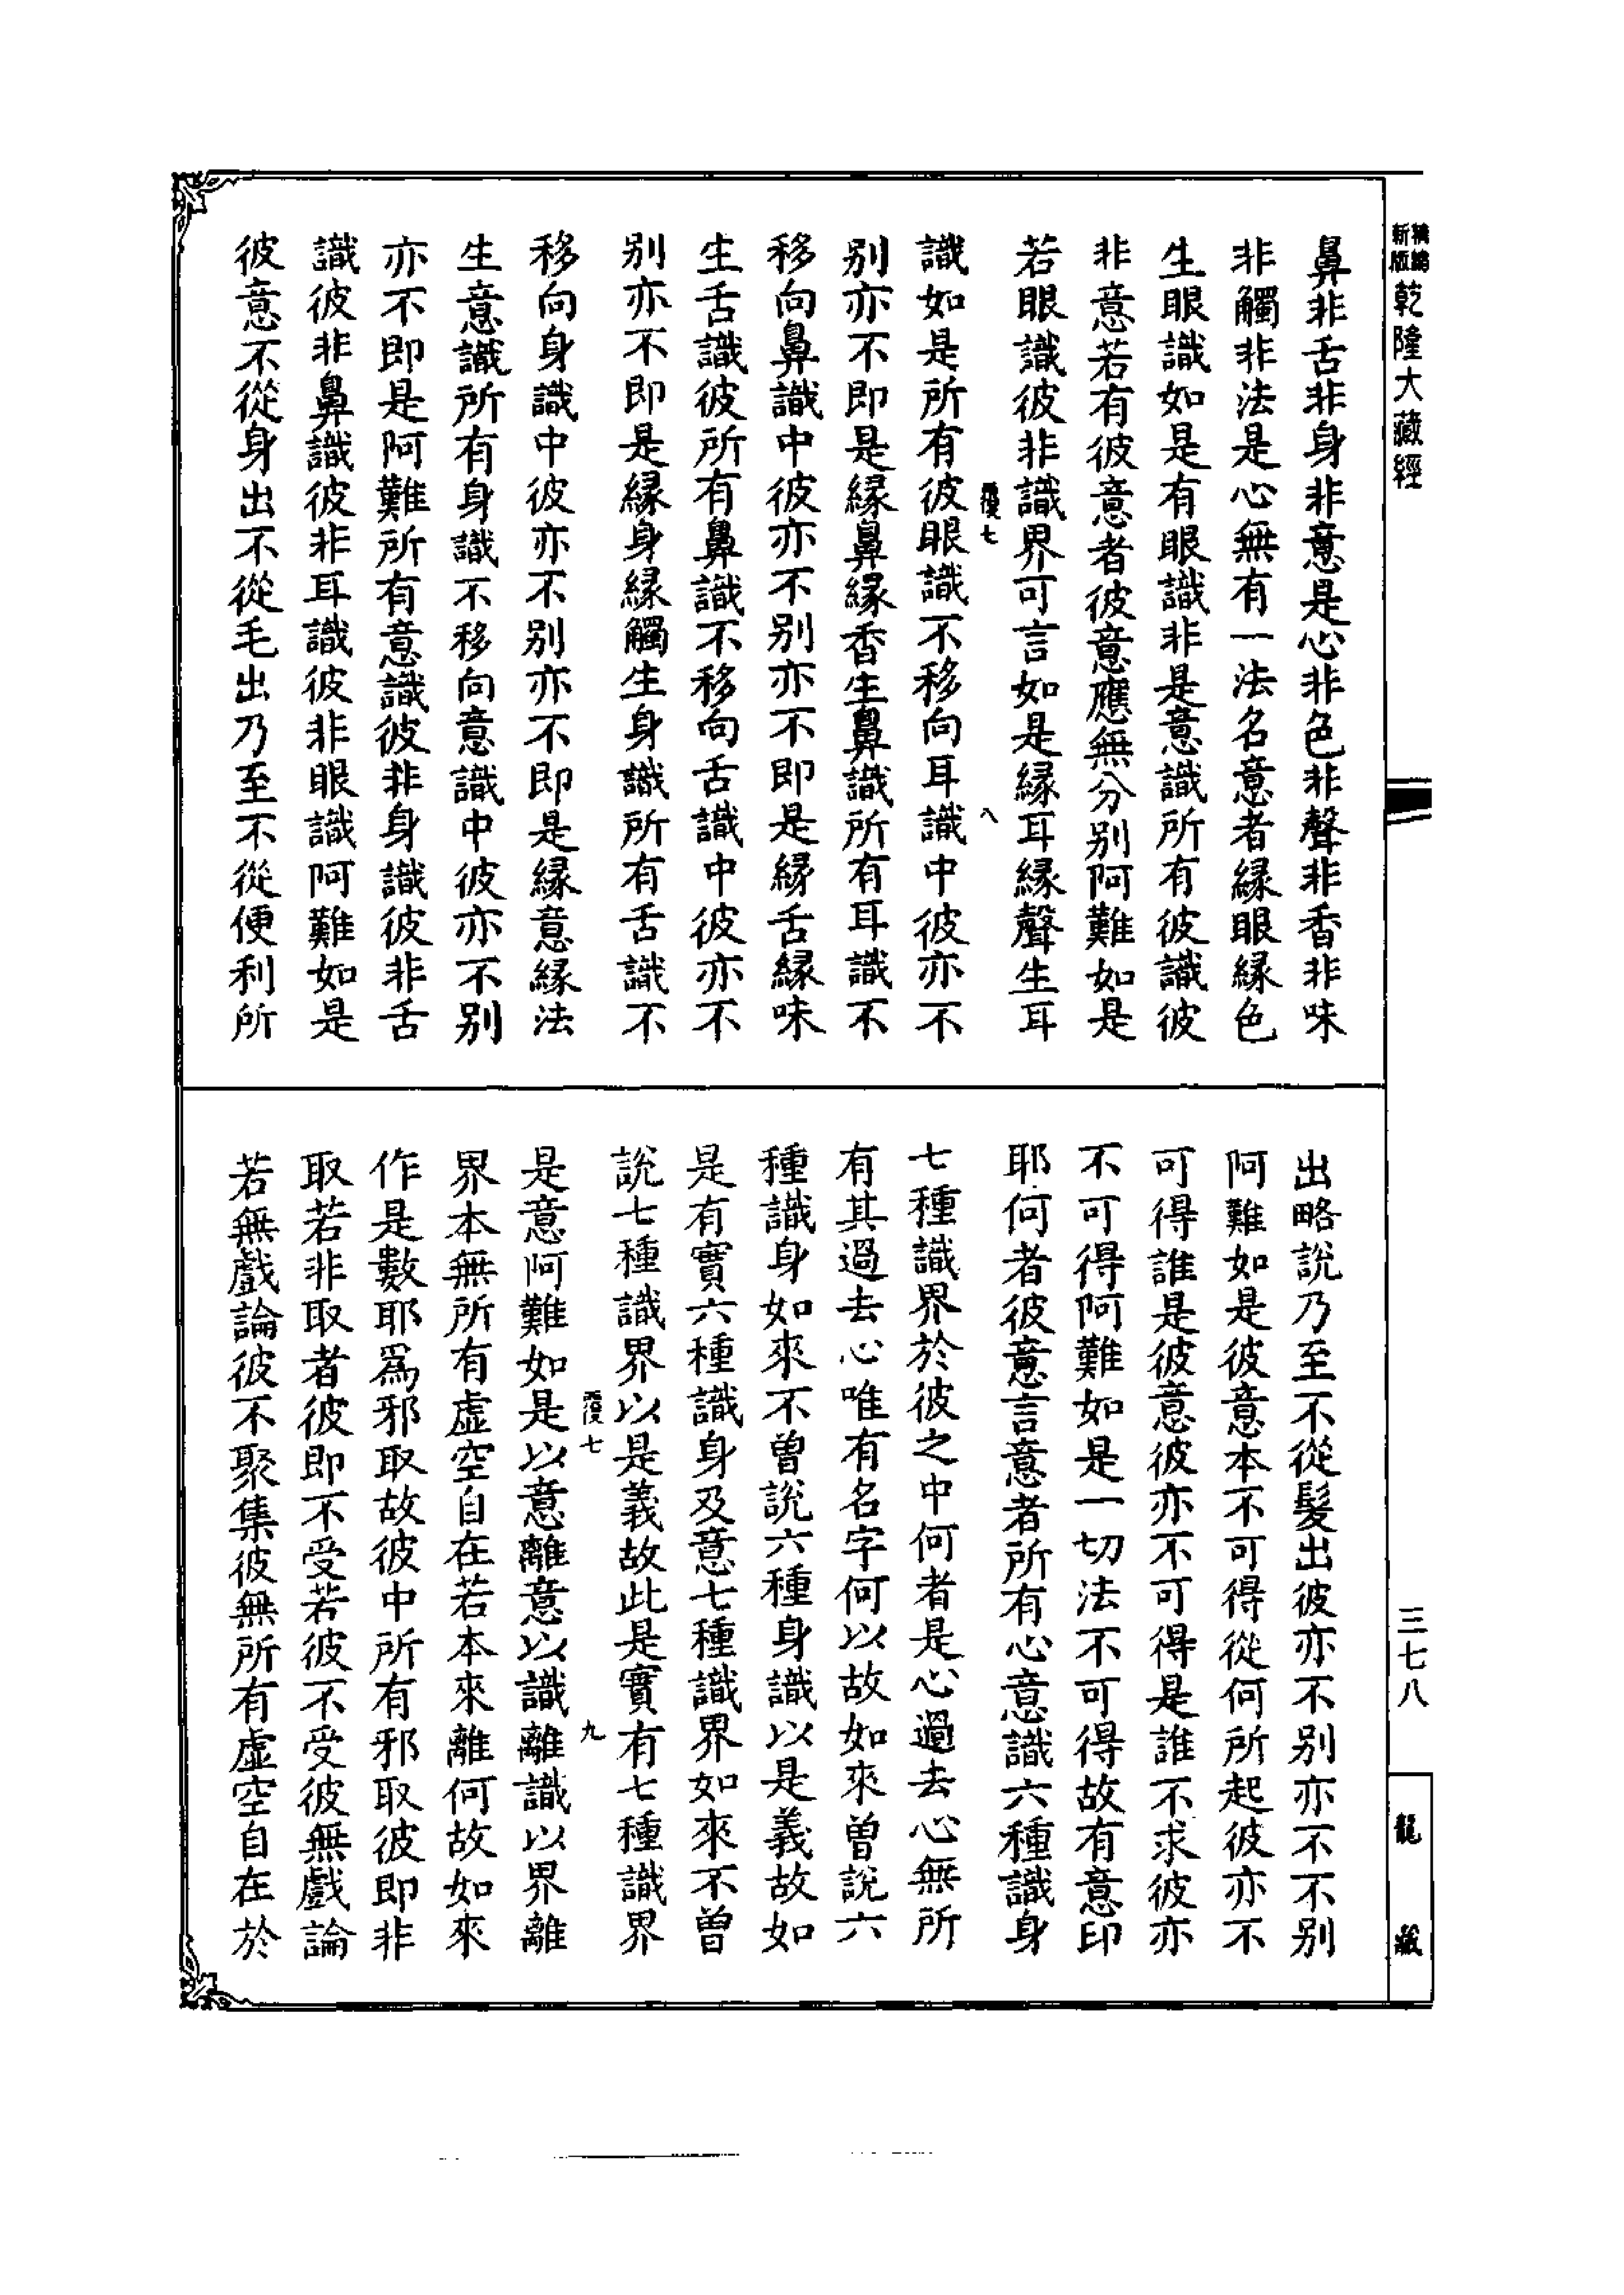 新編
縮版
乾隆大藏經
鼻非舌非身非意是心非色非聲非香非味
非觸非法是心無有一法名意者緣眼緣色
生眼識如是有眼識非是意識所有彼識彼
非意若有彼意者彼意應無分別阿難如是
若眼識彼非識界可言如是緣耳緣聲生耳
識如是所有彼眼識不移向耳識中彼亦不
別亦不即是緣鼻緣香生鼻識所有耳識不
移向鼻識中彼亦不別亦不即是緣舌緣味
生舌識彼所有鼻識不移向舌識中彼亦不
別亦不即是緣身緣觸生身識所有舌識不
移向身識中彼亦不別亦不即是緣意緣法
生意識所有身識不移向意識中彼亦不別
亦不即是阿難所有意識彼非身識彼非舌
識彼非鼻識彼非耳識彼非眼識阿難如是
彼意不從身出不從毛出乃至不從便利所
七
八
出略說乃至不從髮出彼亦不別亦不不別
阿難如是彼意本不可得從何所起彼亦不
可得誰是彼意彼亦不可得是誰不求彼亦
不可得阿難如是一切法不可得故有意印
耶何者彼意言意者所有心意識六種識身
七種識界於彼之中何者是心過去心無所
有其過去心唯有名字何以故如來曾說六
種識身如來不曾說六種身識以是義故如
是有實六種識身及意七種識界如來不曾
說七種識界以是義故此是實有七種識界
是意阿難如是以意離意以識離識以界離
界本無所有虛空自在若本來離何故如來
作是數耶爲邪取故彼中所有邪取彼即非
取若非取者彼即不受若彼不受彼無戲論
若無戲論彼不聚集彼無所有虛空自在於
七
九
三七八
龍藏